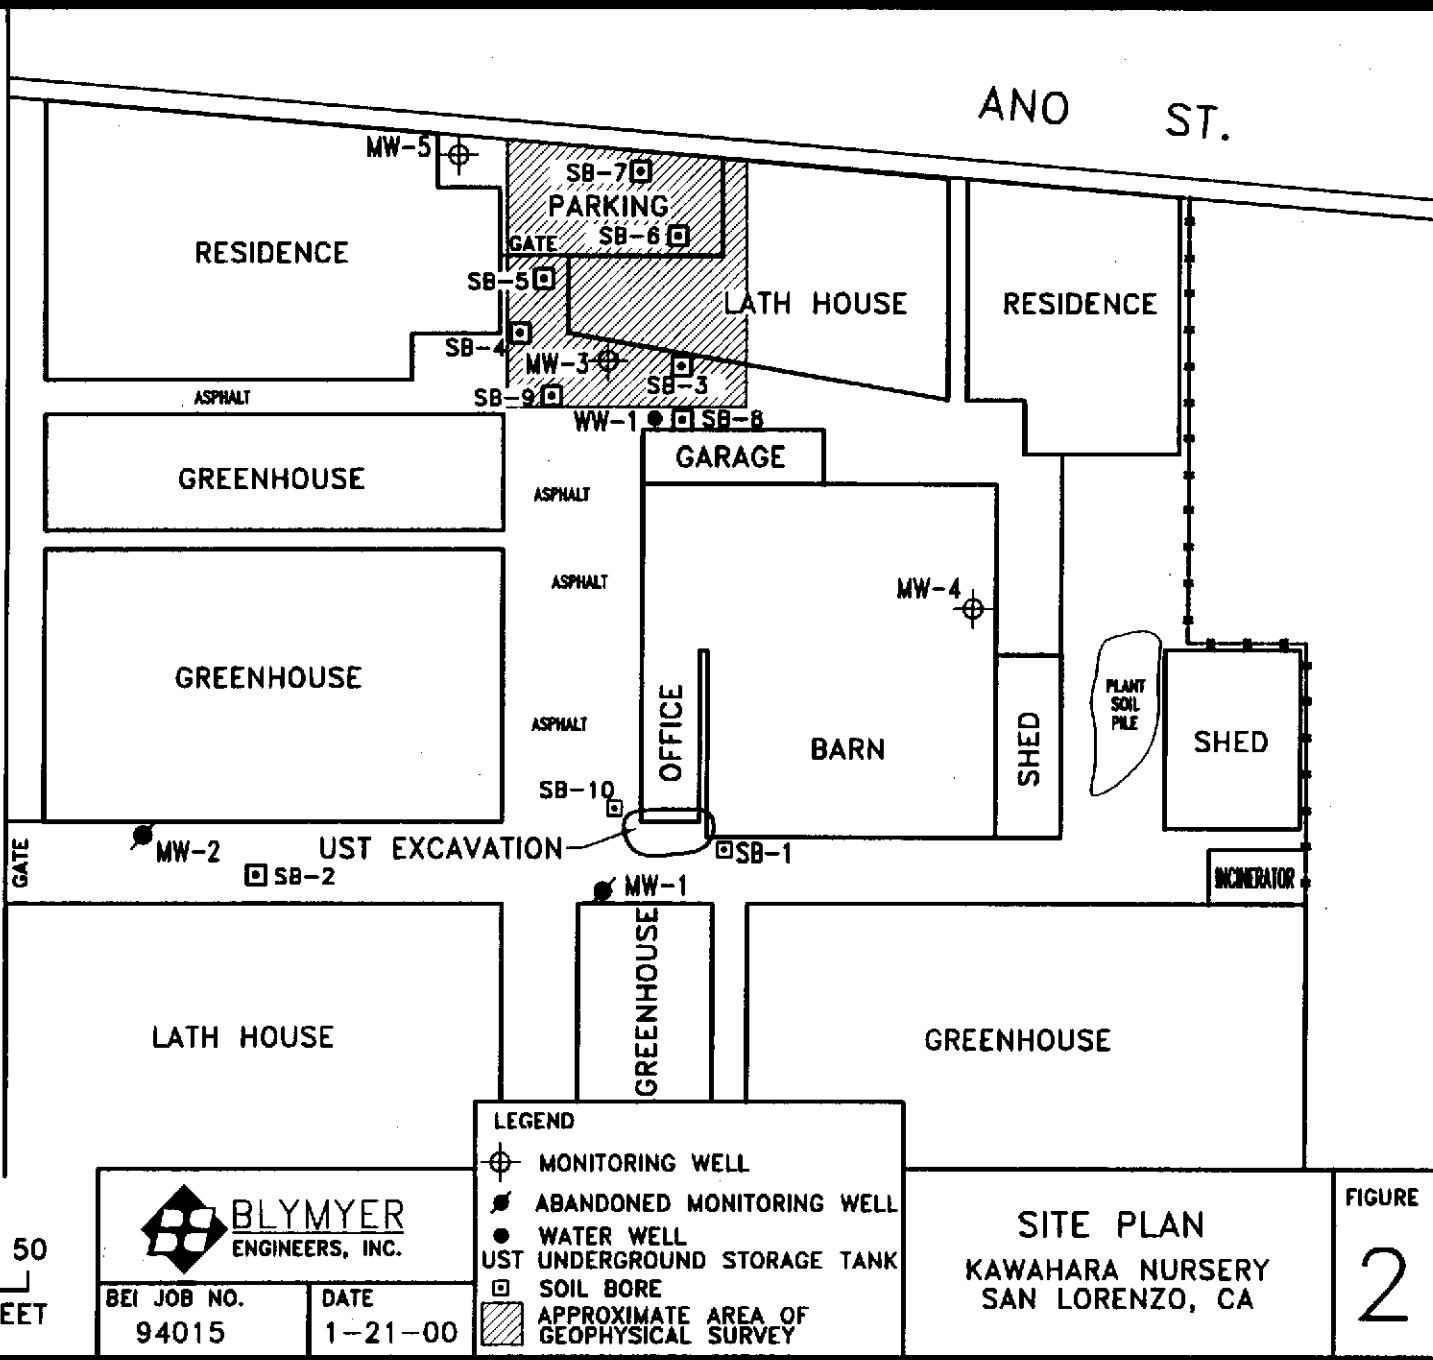 ANO ST.
MW-5
SB-7
PARKING
SB-6
GATE
RESIDENCE
SB-5
LATH HOUSE
RESIDENCE
SB-4
MW-3
SB-3
ASPHALT
SB-9
WW-1
SB-8
GARAGE
GREENHOUSE
ASPHALT
ASPHALT
MW-4
GREENHOUSE
PLANT
SOIL
PILE
OFFICE
ASPHALT
BARN
SHED
SHED
SB-10
UST EXCAVATION
MW-2
SB-1
GATE
SB-2
MW-1
INCINERATOR
GREENHOUSE
LATH HOUSE
GREENHOUSE
LEGEND
MONITORING WELL
ABANDONED MONITORING WELL
WATER WELL
UST UNDERGROUND STORAGE TANK
SOIL BORE
APPROXIMATE AREA OF
GEOPHYSICAL SURVEY
50
EET
BLYMYER
ENGINEERS, INC.
BEI JOB NO.
94015
DATE
1-21-00
SITE PLAN
KAWAHARA NURSERY
SAN LORENZO, CA
FIGURE
2